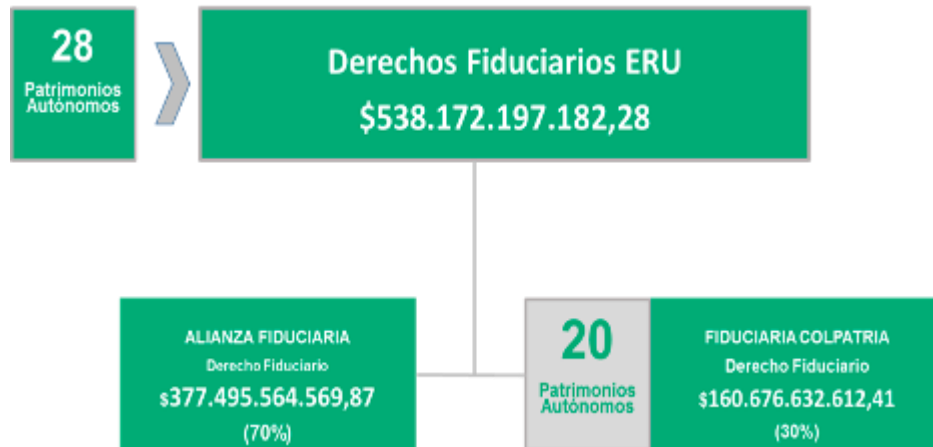 28
Patrimonios
Autónomos
Derechos Fiduciarios ERU
$538.172.197.182,28
ALIANZA FIDUCIARIA
Derecho Fiduciario
$377.495.564.569,87
(70%)
20
Patrimonios
Autónomos
FIDUCIARIA COLPATRIA
Derecho Fiduciario
$160.676.632.612,41
(30%)